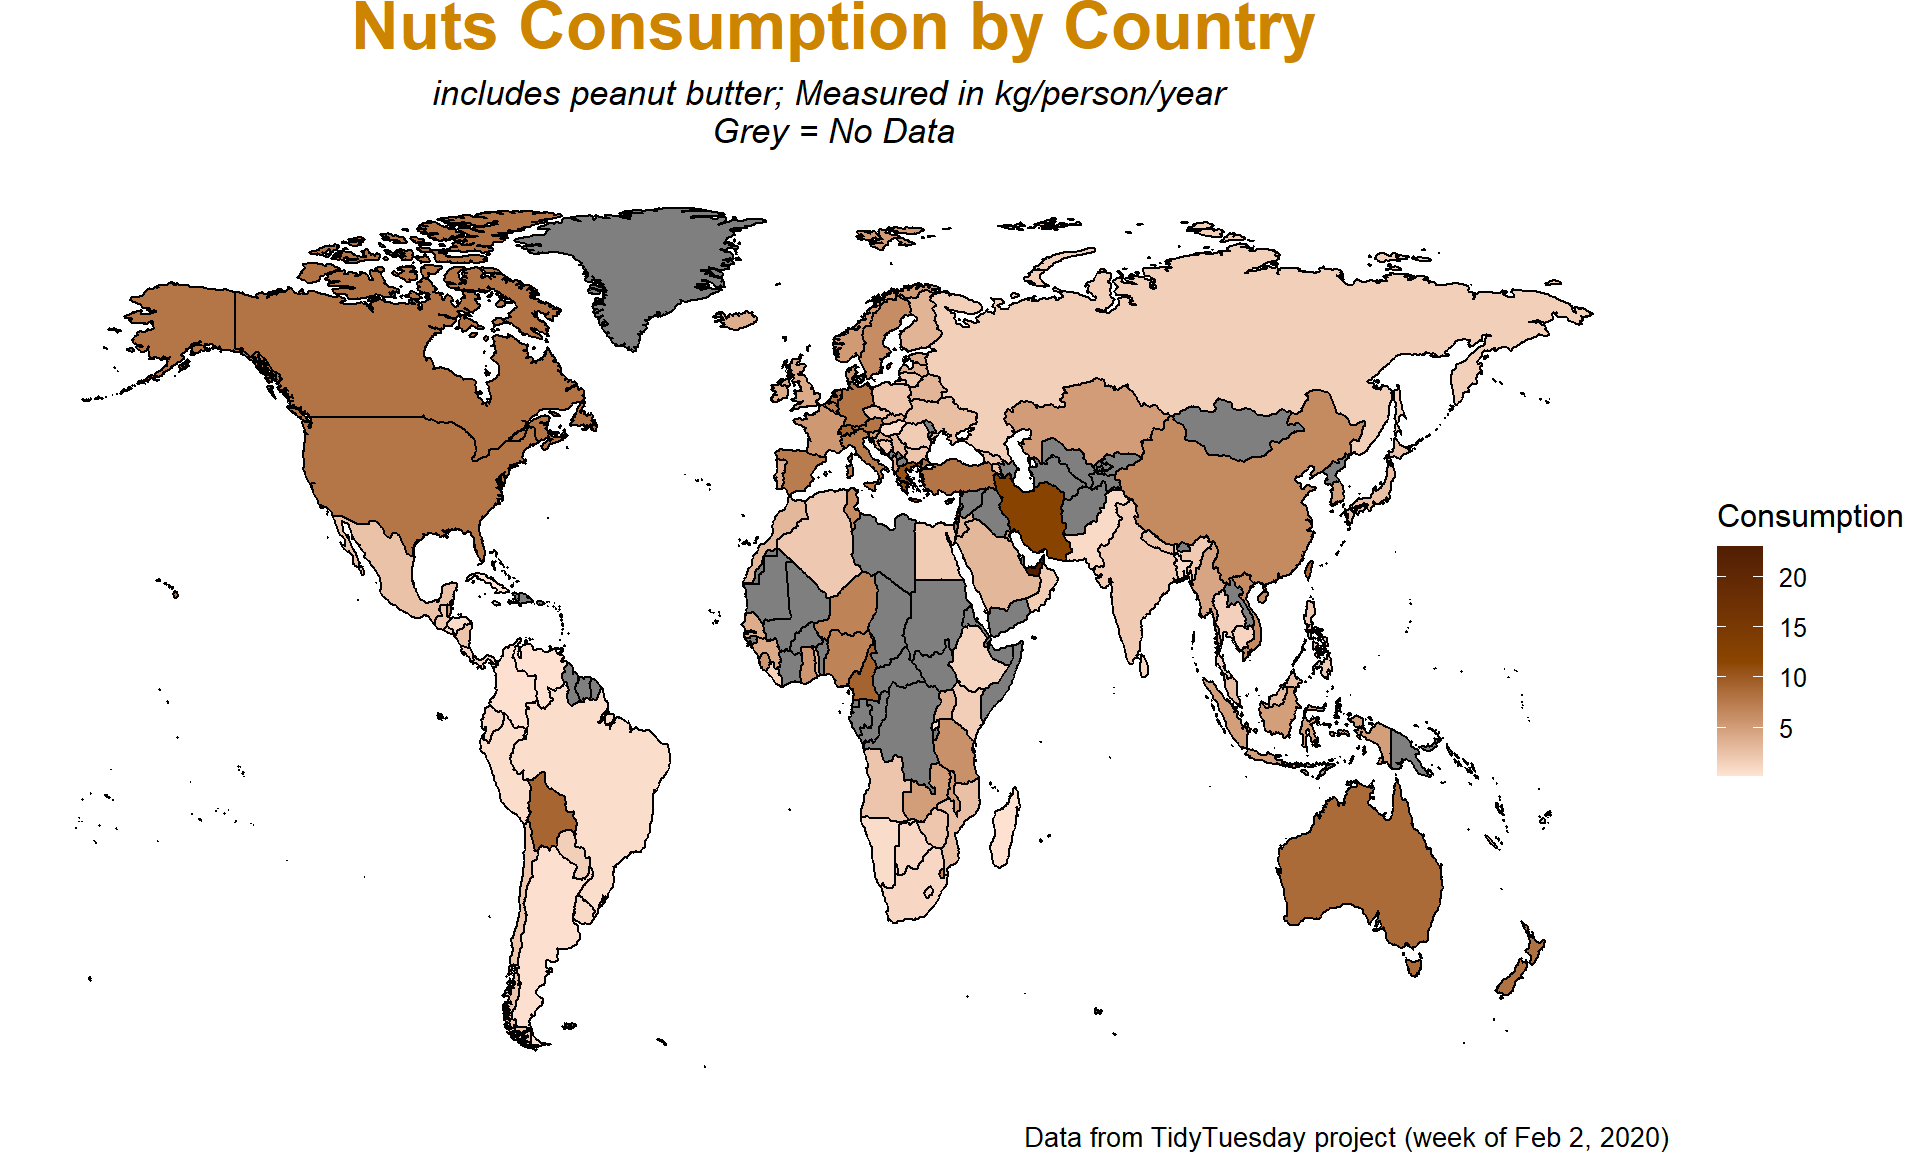 Nuts Consumption by Country
includes peanut butter; Measured in kg/person/year
Grey = No Data
Consumption
20
15
10
5
Data from TidyTuesday project (week of Feb 2, 2020)